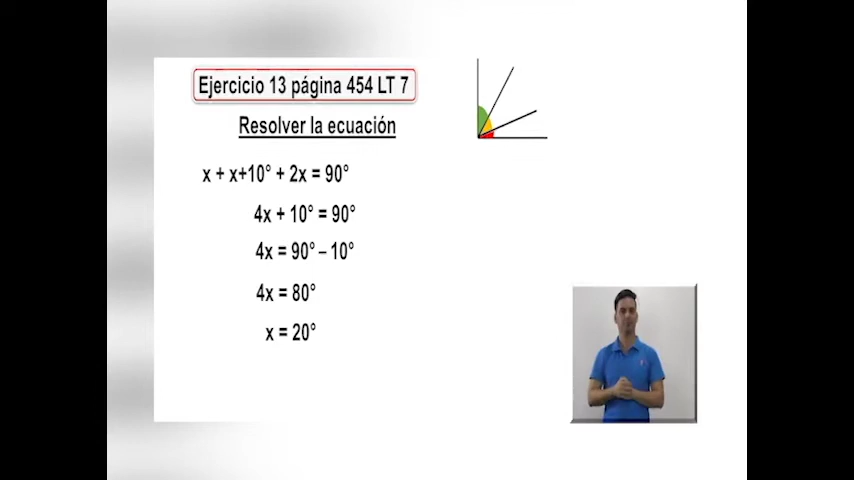 Ejercicio 13 página 454 LT 7
Resolver la ecuación
x + x+10° + 2x = 90°
4x + 10° = 90°
4x = 90° – 10°
4x = 80°
x = 20°